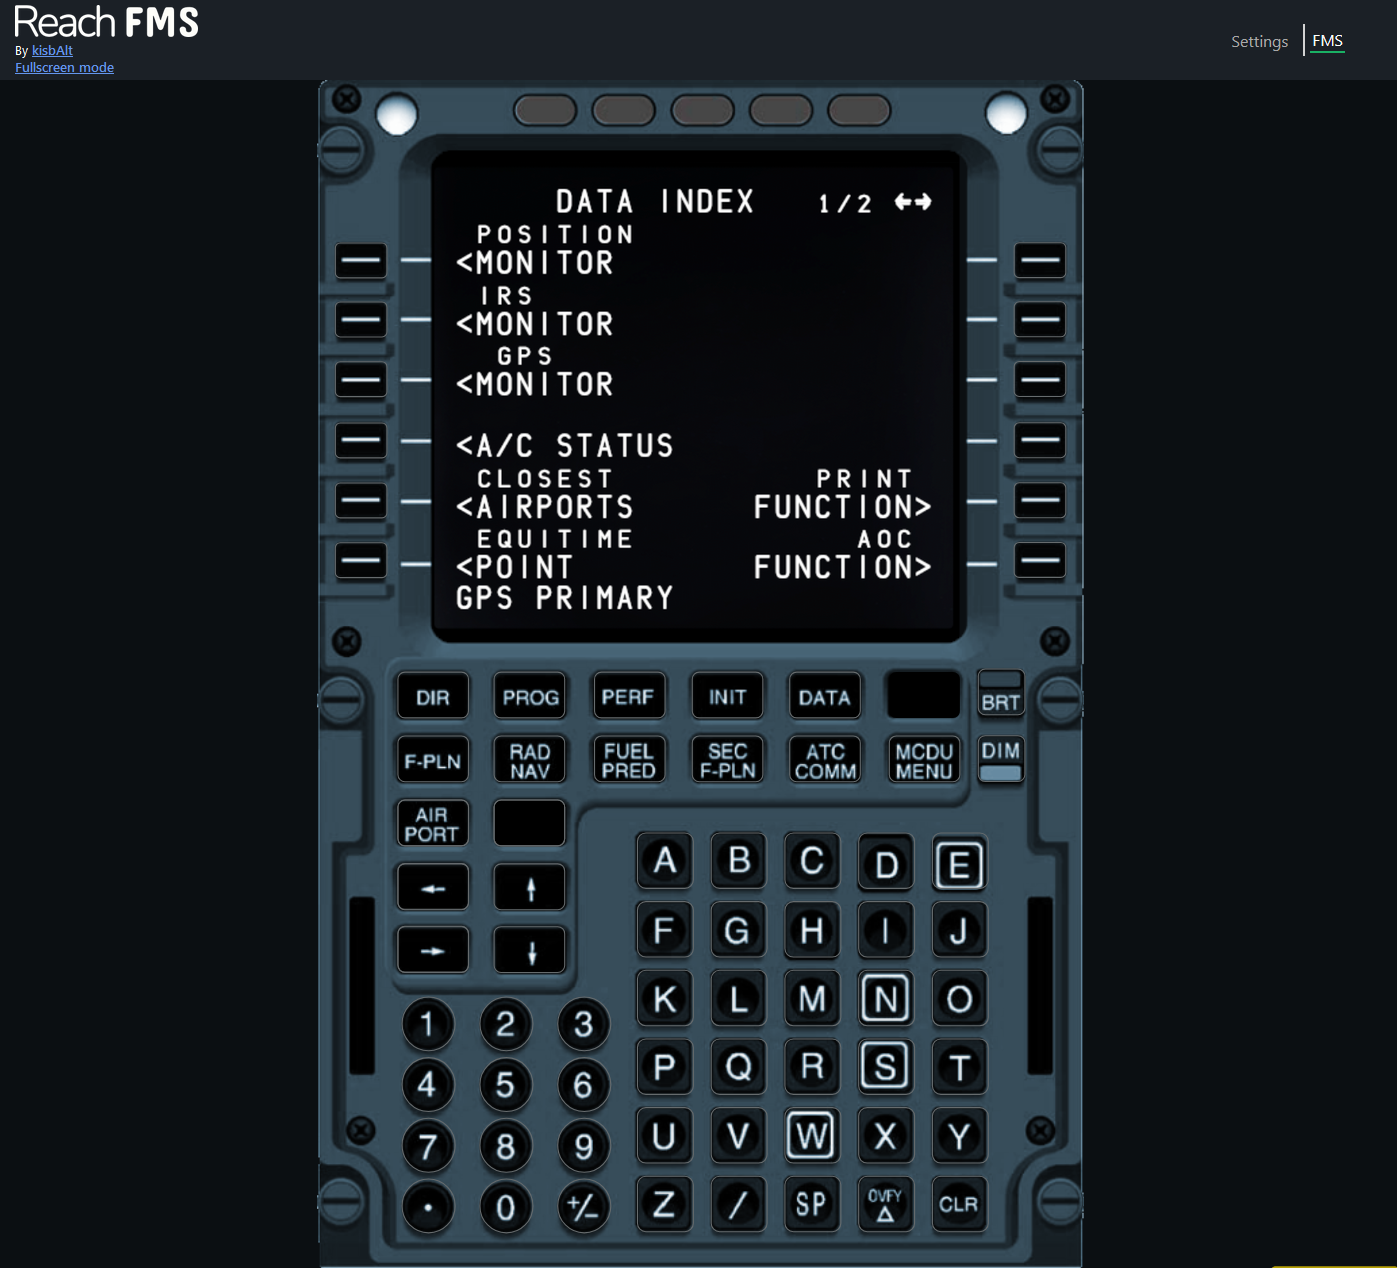 Reach FMS
By kisbAlt
Fullscreen mode
Settings FMS
DATA INDEX 1/2 ←→
POSITION
<MONITOR
IRS
<MONITOR
GPS
<MONITOR
<A/C STATUS
CLOSEST PRINT
<AIRPORTS FUNCTION>
EQUITIME AOC
<POINT FUNCTION>
GPS PRIMARY
DIR PROG PERF INIT DATA BRT
F-PLN RAD NAV FUEL PRED SEC F-PLN ATC COMM MCDU MENU DIM
AIR PORT
← ↑
→ ↓
A B C D E
F G H I J
K L M N O
P Q R S T
U V W X Y
Z / SP OVFY Δ CLR
1 2 3
4 5 6
7 8 9
. 0 +/-